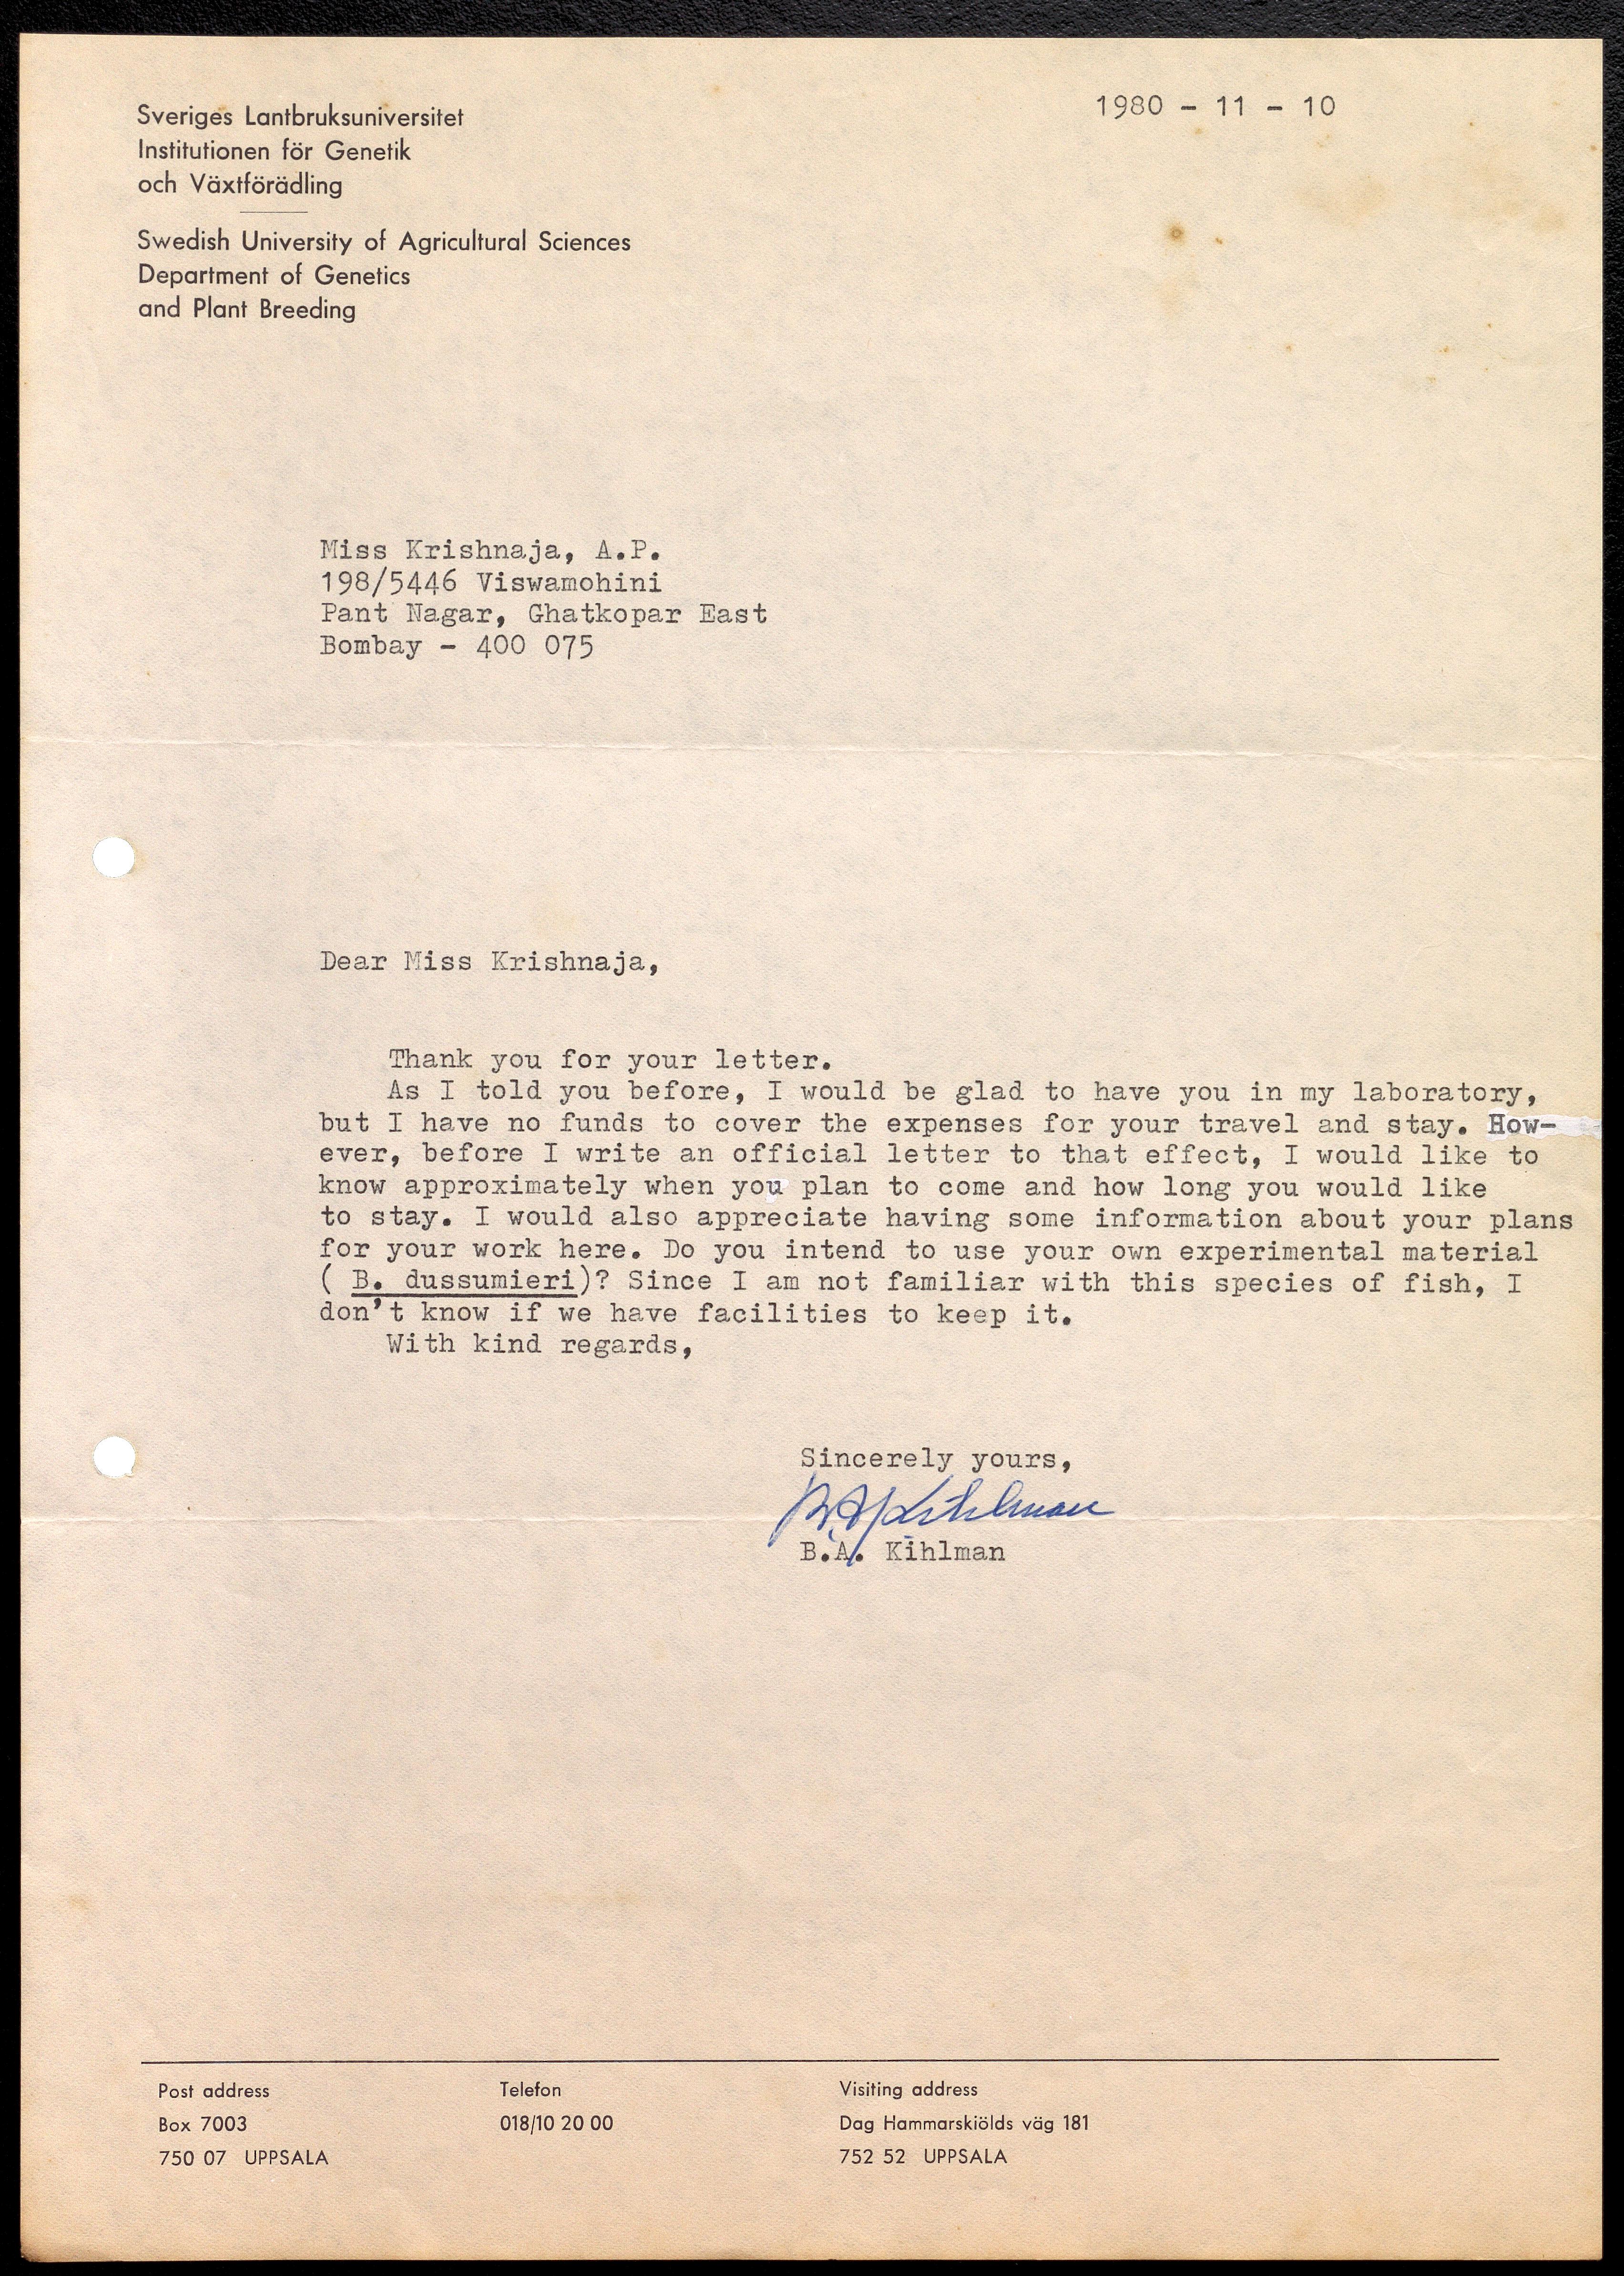 Sveriges Lantbruksuniversitet
Institutionen för Genetik
och Växtförädling
Swedish University of Agricultural Sciences
Department of Genetics
and Plant Breeding
1980 - 11 - 10
Miss Krishnaja, A.P.
198/5446 Viswamohini
Pant Nagar, Ghatkopar East
Bombay - 400 075
Dear Miss Krishnaja,
Thank you for your letter.
As I told you before, I would be glad to have you in my laboratory,
but I have no funds to cover the expenses for your travel and stay. How-
ever, before I write an official letter to that effect, I would like to
know approximately when you plan to come and how long you would like
to stay. I would also appreciate having some information about your plans
for your work here. Do you intend to use your own experimental material
( B. dussumieri)? Since I am not familiar with this species of fish, I
don't know if we have facilities to keep it.
With kind regards,
Sincerely yours,
B.A. Kihlman
B.A. Kihlman
Post address
Box 7003
750 07 UPPSALA
Telefon
018/10 20 00
Visiting address
Dag Hammarskiölds väg 181
752 52 UPPSALA